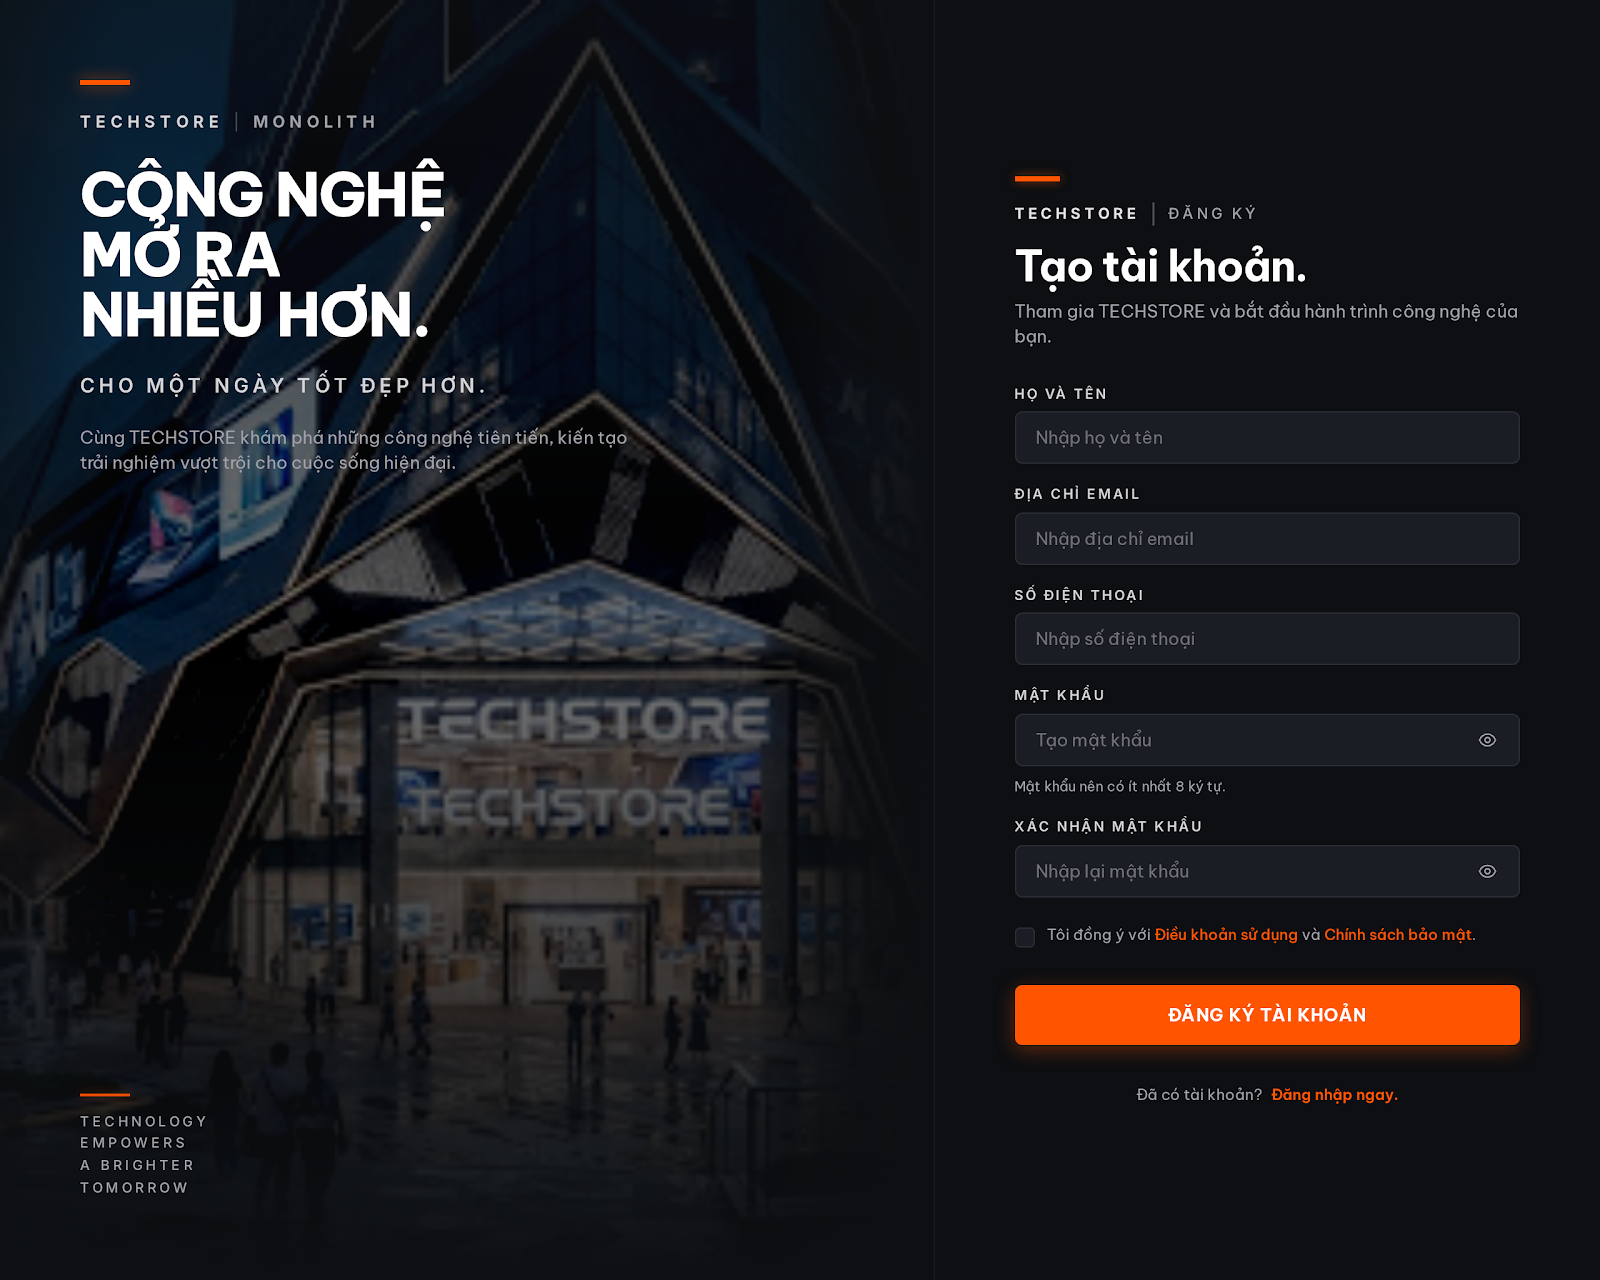 TECHSTORE | MONOLITH
CÔNG NGHỆ
MỞ RA
NHIỀU HƠN.
CHO MỘT NGÀY TỐT ĐẸP HƠN.
Cùng TECHSTORE khám phá những công nghệ tiên tiến, kiến tạo
trải nghiệm vượt trội cho cuộc sống hiện đại.
TECHSTORE
TECHSTORE
TECHNOLOGY
EMPOWERS
A BRIGHTER
TOMORROW
TECHSTORE | ĐĂNG KÝ
Tạo tài khoản.
Tham gia TECHSTORE và bắt đầu hành trình công nghệ của
bạn.
HỌ VÀ TÊN
Nhập họ và tên
ĐỊA CHỈ EMAIL
Nhập địa chỉ email
SỐ ĐIỆN THOẠI
Nhập số điện thoại
MẬT KHẨU
Tạo mật khẩu
Mật khẩu nên có ít nhất 8 ký tự.
XÁC NHẬN MẬT KHẨU
Nhập lại mật khẩu
Tôi đồng ý với Điều khoản sử dụng và Chính sách bảo mật.
ĐĂNG KÝ TÀI KHOẢN
Đã có tài khoản? Đăng nhập ngay.